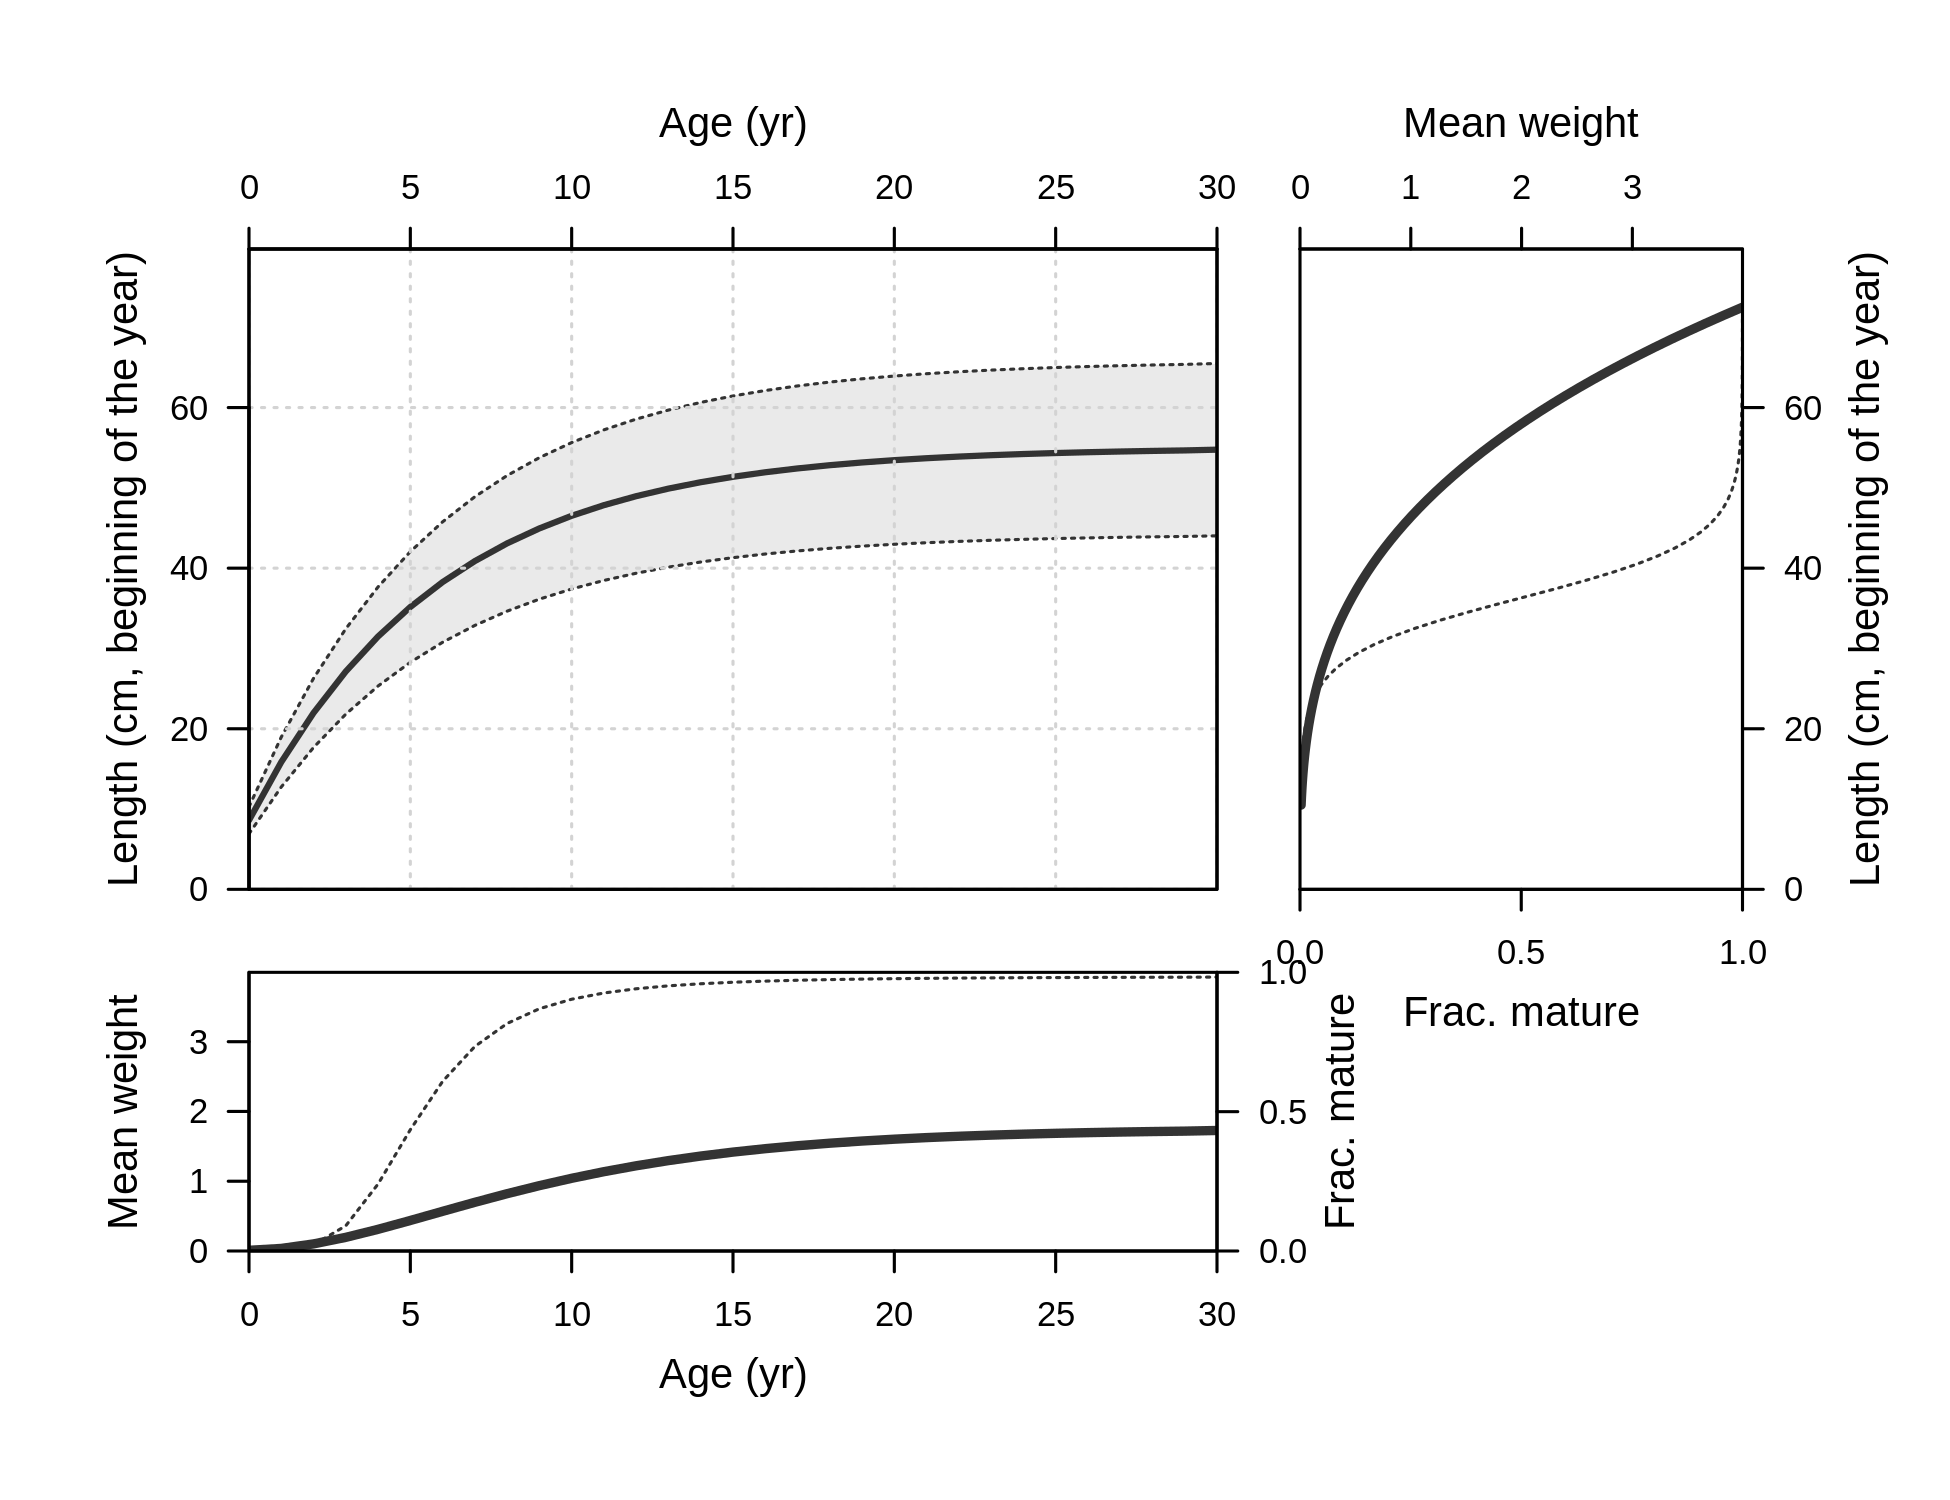 Age (yr)
Mean weight
0 5 10 15 20 25 30
0 1 2 3
Length (cm, beginning of the year)
60
40
20
0
60
40
20
0
Length (cm, beginning of the year)
0.0 0.5 1.0
Frac. mature
Mean weight
3
2
1
0
1.0
0.5
0.0
Frac. mature
0 5 10 15 20 25 30
Age (yr)